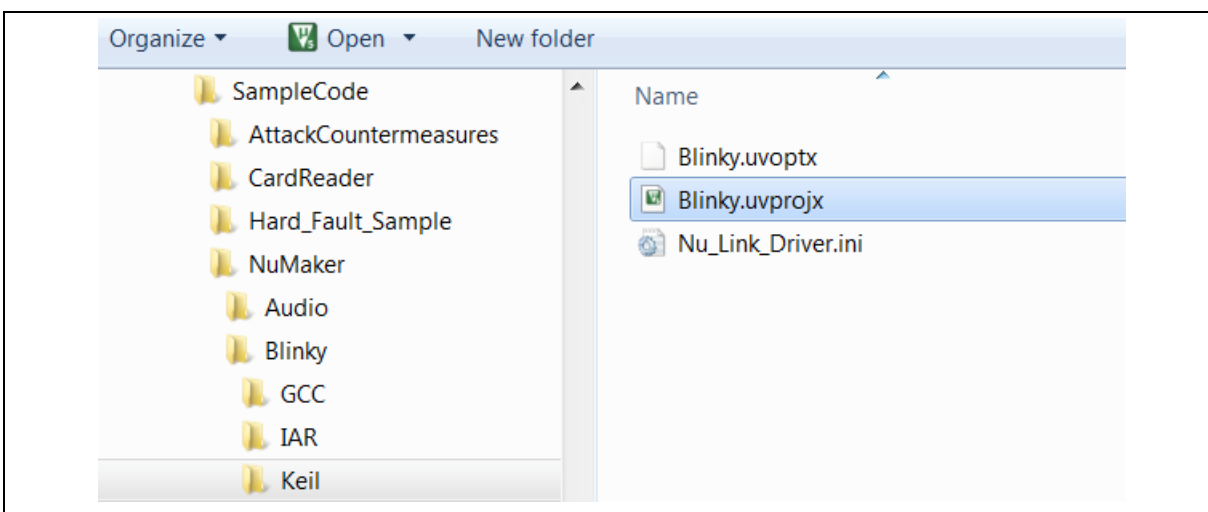 Organize Open New folder
SampleCode
AttackCountermeasures
CardReader
Hard_Fault_Sample
NuMaker
Audio
Blinky
GCC
IAR
Keil
Name
Blinky.uvoptx
Blinky.uvprojx
Nu_Link_Driver.ini